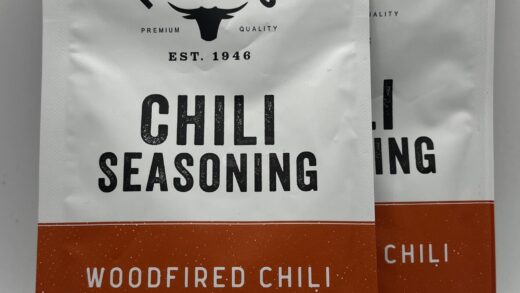 PREMIUM QUALITY
EST. 1946
CHILI
SEASONING
WOODFIRED CHILI
QUALITY
LI
ING
CHILI